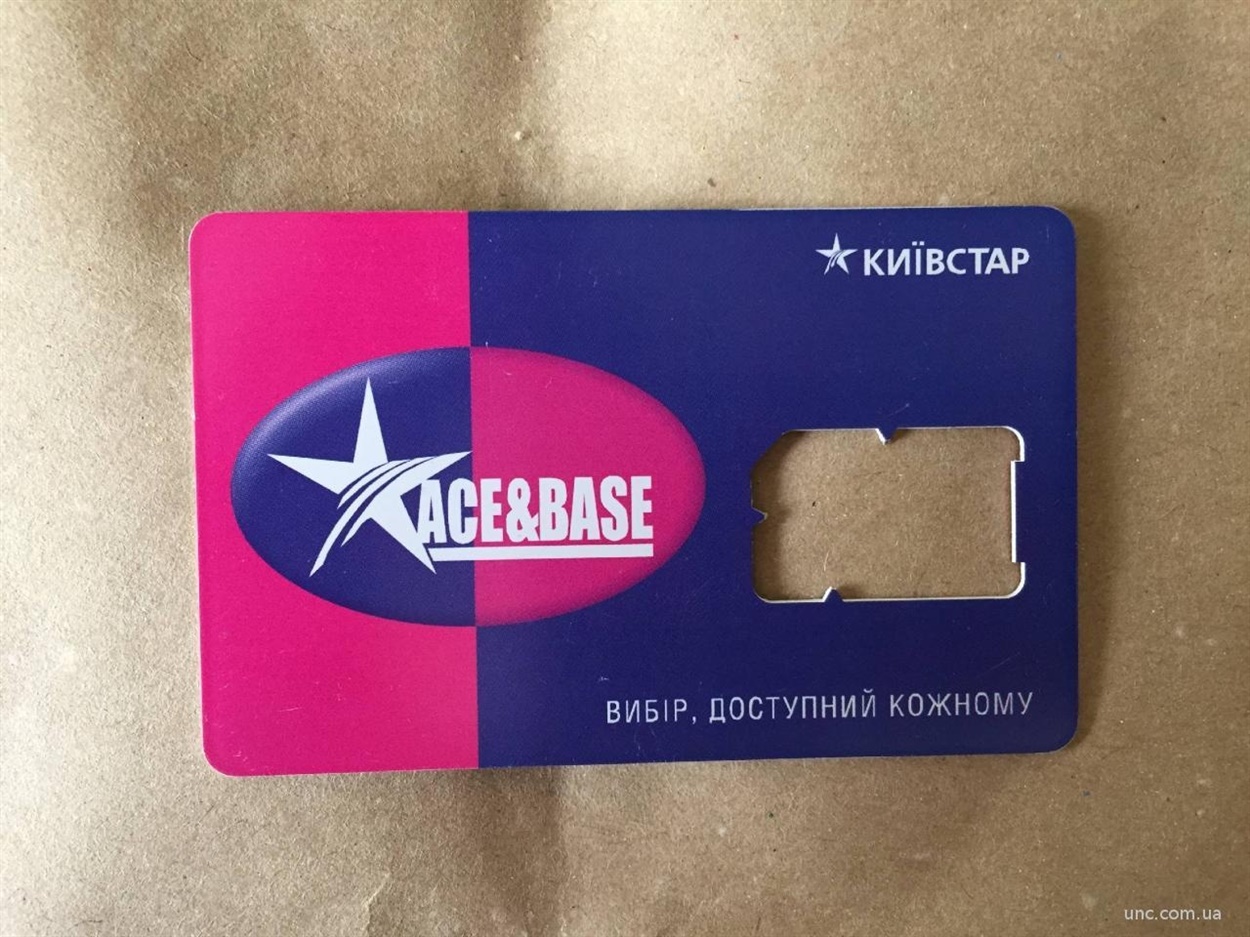 КИЇВСТАР
ACE&BASE
ВИБІР, ДОСТУПНИЙ КОЖНОМУ
unc.com.ua